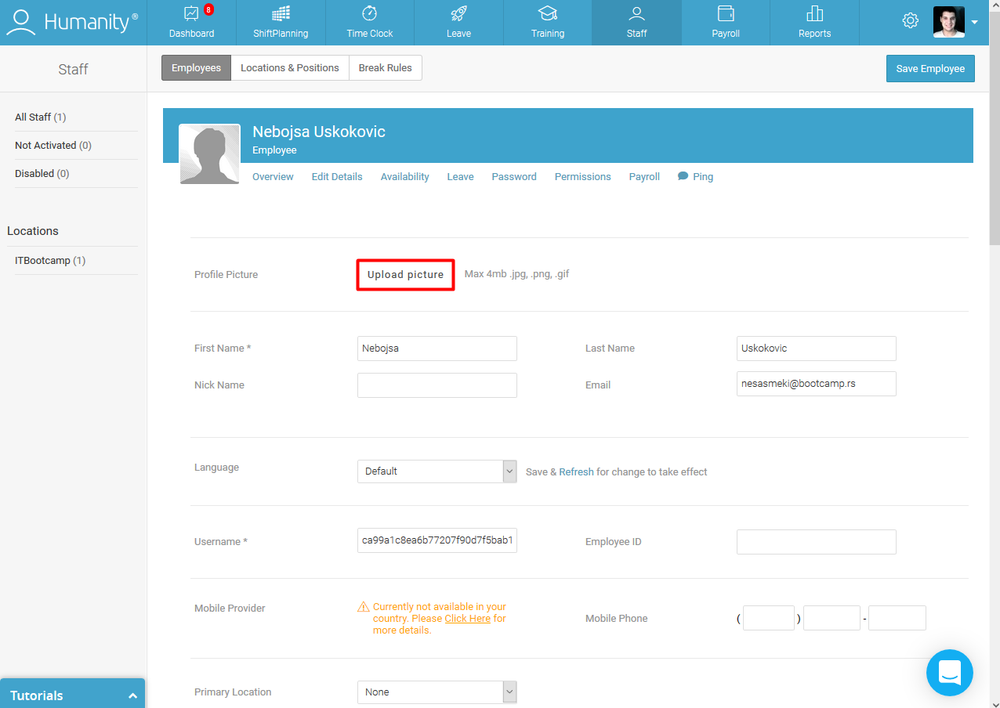 Humanity®
Dashboard
8
ShiftPlanning
Time Clock
Leave
Training
Staff
Payroll
Reports
Staff
Employees
Locations & Positions
Break Rules
Save Employee
All Staff (1)
Not Activated (0)
Disabled (0)
Locations
ITBootcamp (1)
Nebojsa Uskokovic
Employee
Overview
Edit Details
Availability
Leave
Password
Permissions
Payroll
Ping
Profile Picture
Upload picture
Max 4mb .jpg, .png, .gif
First Name *
Nebojsa
Last Name
Uskokovic
Nick Name
Email
nesasmeki@bootcamp.rs
Language
Default
Save & Refresh for change to take effect
Username *
ca99a1c8ea6b77207f90d7f5bab1
Employee ID
Mobile Provider
Currently not available in your
country. Please Click Here for
more details.
Mobile Phone
( ) -
Primary Location
None
Tutorials